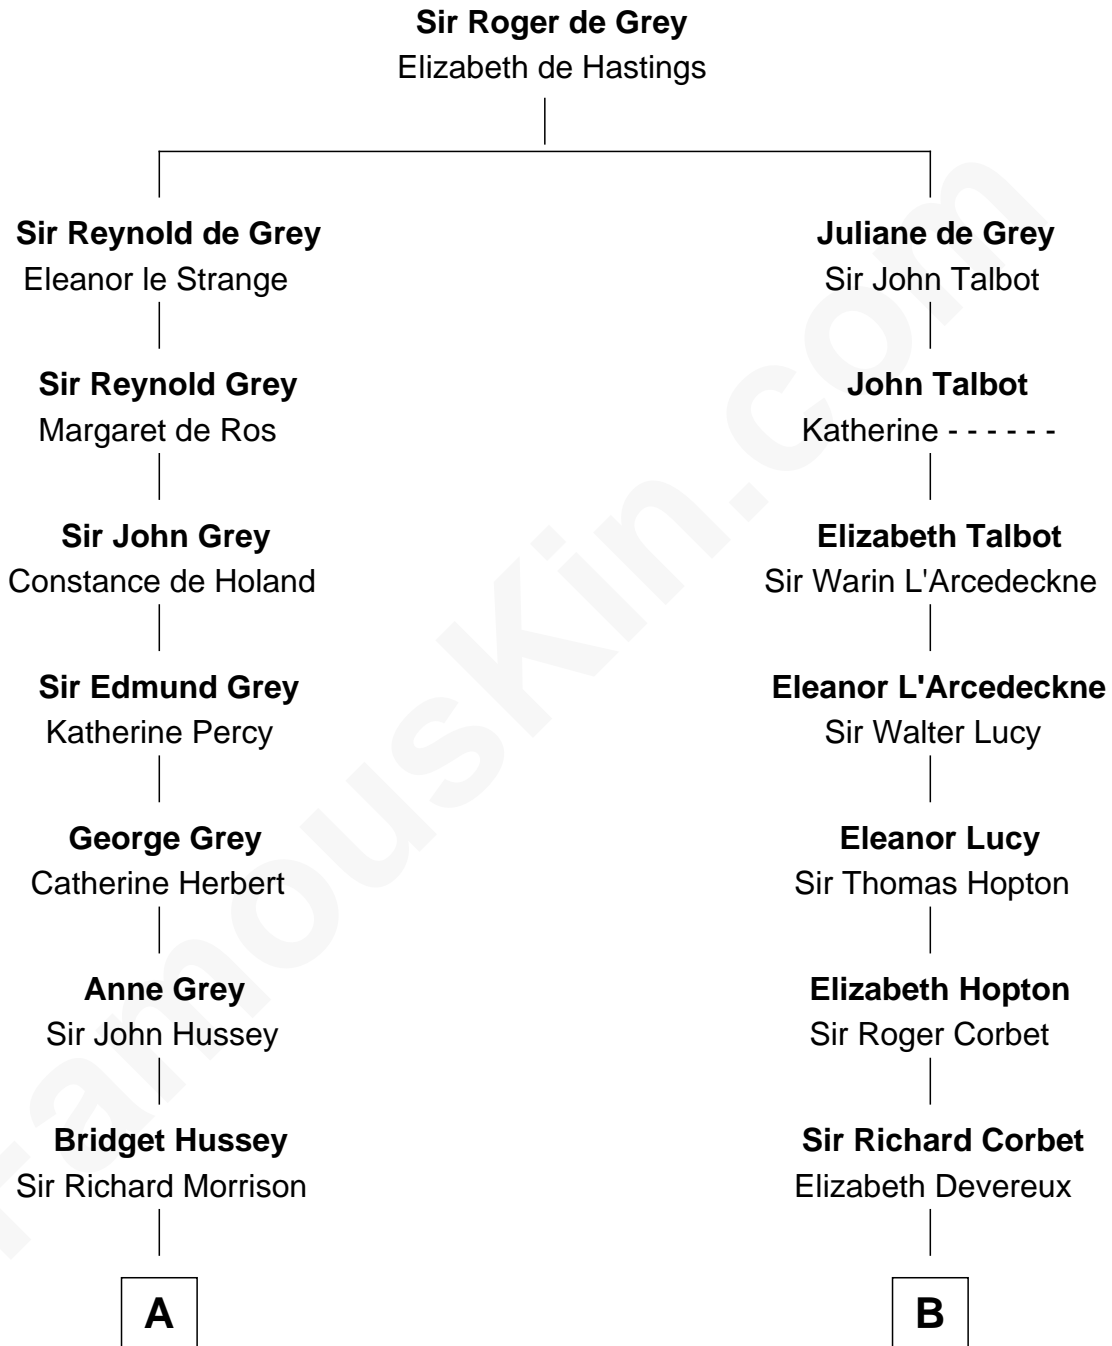 Sir Roger de Grey
Elizabeth de Hastings
Sir Reynold de Grey
Eleanor le Strange
Juliane de Grey
Sir John Talbot
Sir Reynold Grey
Margaret de Ros
John Talbot
Katherine - - - - - -
Sir John Grey
Constance de Holand
Elizabeth Talbot
Sir Warin L'Arcedeckne
Sir Edmund Grey
Katherine Percy
Eleanor L'Arcedeckne
Sir Walter Lucy
George Grey
Catherine Herbert
Eleanor Lucy
Sir Thomas Hopton
Anne Grey
Sir John Hussey
Elizabeth Hopton
Sir Roger Corbet
Bridget Hussey
Sir Richard Morrison
Sir Richard Corbet
Elizabeth Devereux
A
B
FamousKin.com